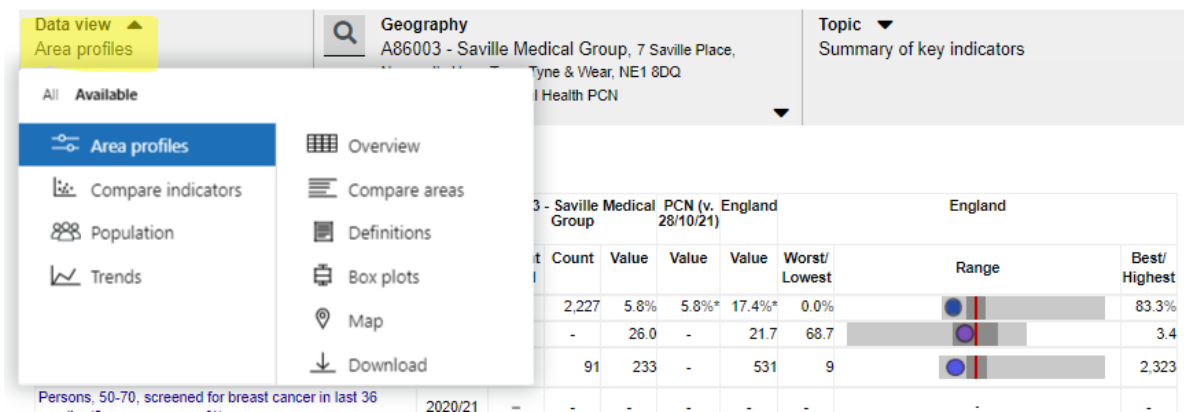 Data view
Area profiles
Geography
A86003 - Saville Medical Group, 7 Saville Place,
Tyne & Wear, NE1 8DQ
Health PCN
Topic
Summary of key indicators
All Available
Area profiles
Compare indicators
Population
Trends
Overview
Compare areas
Definitions
Box plots
Map
Download
- Saville Medical
Group
PCN (v.
28/10/21)
England
England
Count Value Value Value Worst/
Lowest
Range
Best/
Highest
2,227 5.8% 5.8%* 17.4%* 0.0% 83.3%
- 26.0 - 21.7 68.7 3.4
91 233 - 531 9 2,323
Persons, 50-70, screened for breast cancer in last 36
2020/21 – - - - - - -